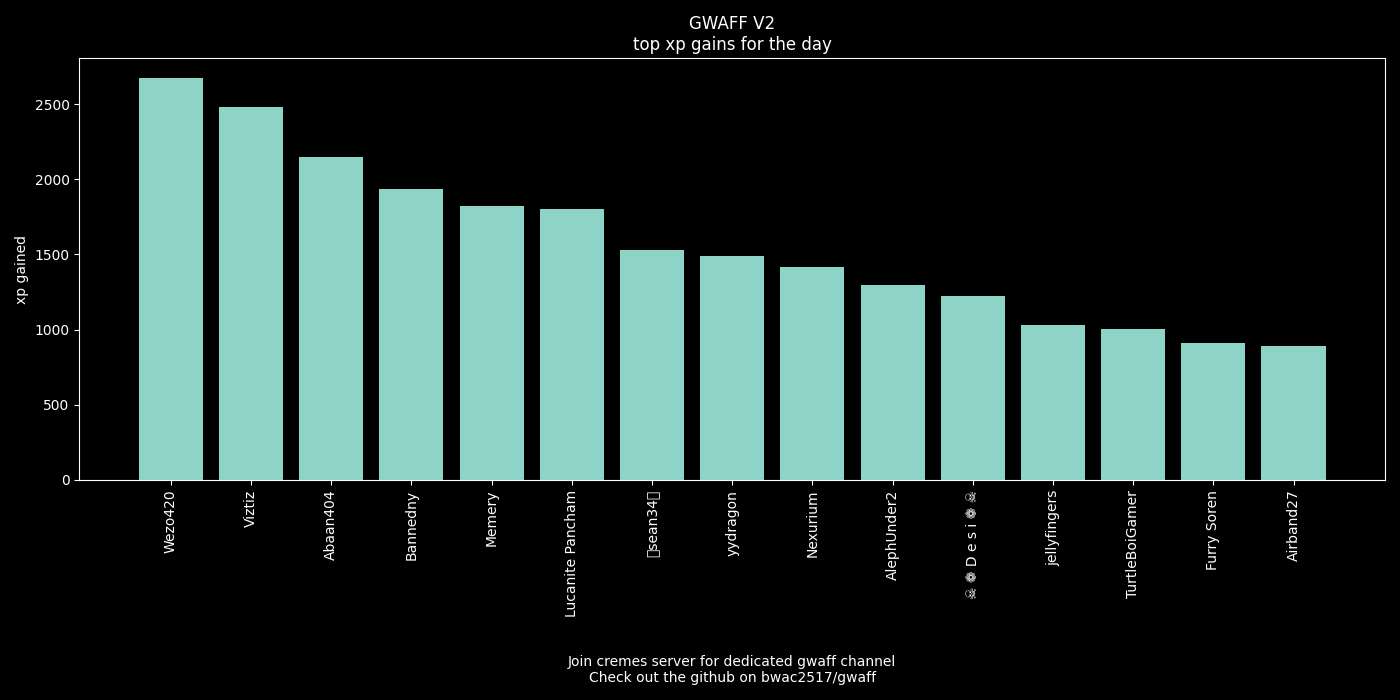 GWAFF V2
top xp gains for the day
xp gained
2500
2000
1500
1000
500
0
Wezo420
Viztiz
Abaan404
Bannedny
Memery
Lucanite Pancham
▯sean34▯
yydragon
Nexurium
AlephUnder2
☠ ❁ D e s i ❁ ☠
jellyfingers
TurtleBoiGamer
Furry Soren
Airband27
Join cremes server for dedicated gwaff channel
Check out the github on bwac2517/gwaff